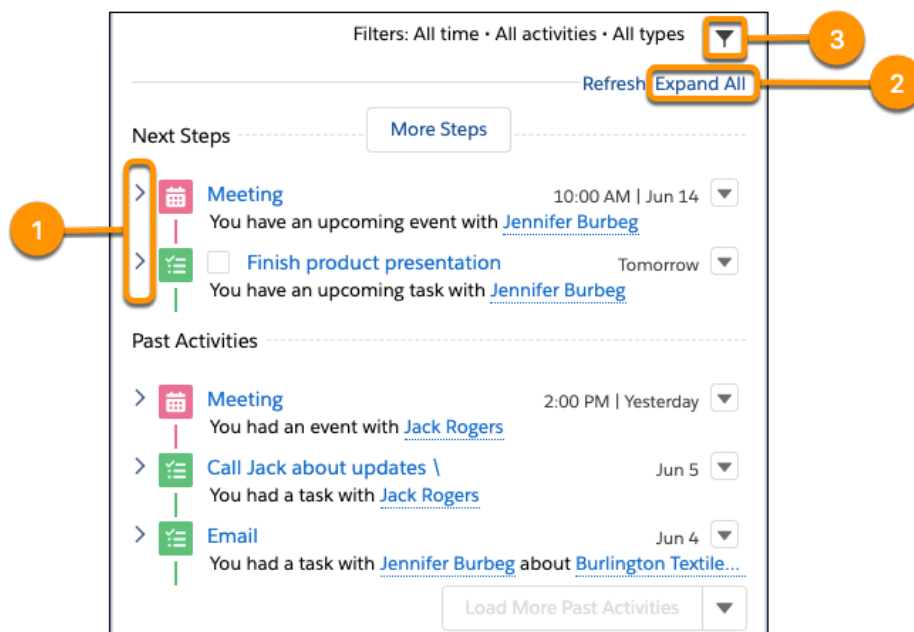 Filters: All time • All activities • All types
3
Refresh Expand All
2
Next Steps
More Steps
1
Meeting 10:00 AM | Jun 14
You have an upcoming event with Jennifer Burbeg
Finish product presentation Tomorrow
You have an upcoming task with Jennifer Burbeg
Past Activities
Meeting 2:00 PM | Yesterday
You had an event with Jack Rogers
Call Jack about updates \ Jun 5
You had a task with Jack Rogers
Email Jun 4
You had a task with Jennifer Burbeg about Burlington Textile...
Load More Past Activities